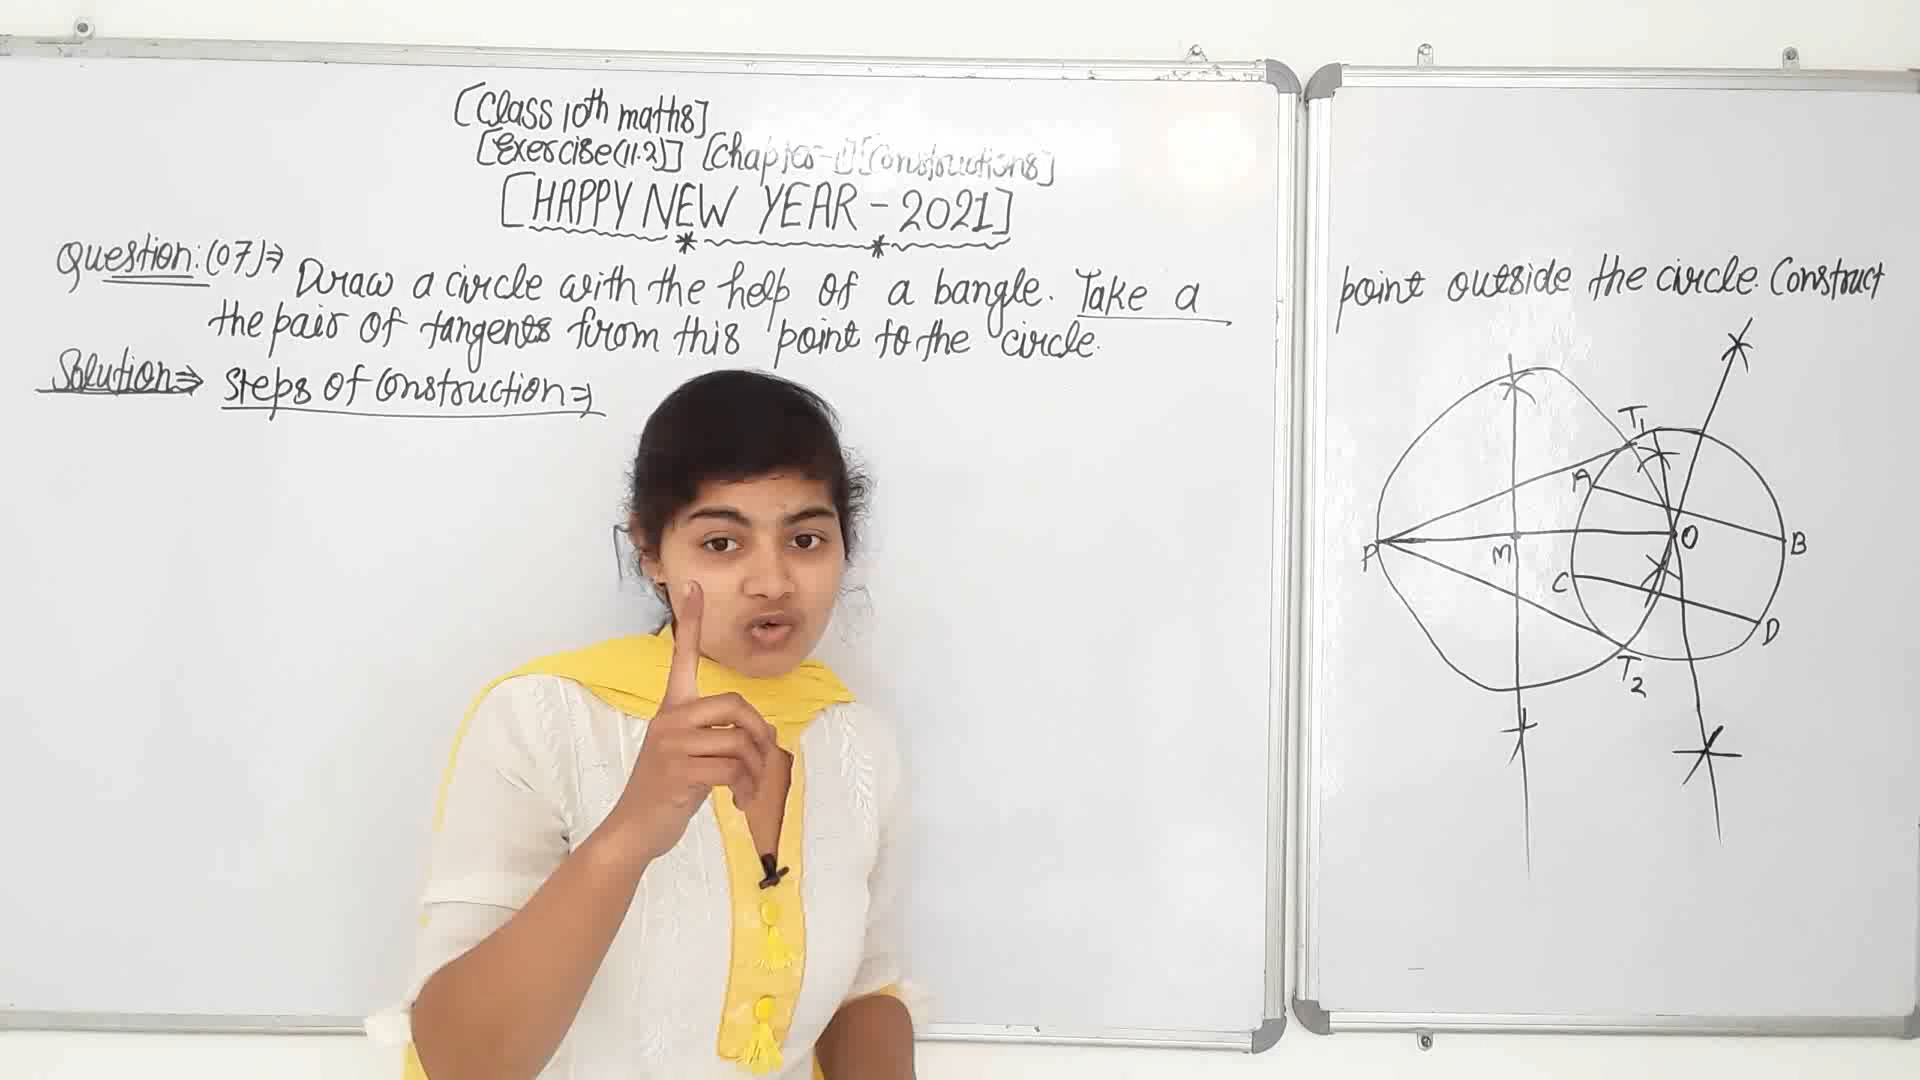 [Class 10th maths]
[Exercise(11.2)] [Chapter-1][Constructions]
[HAPPY NEW YEAR-2021]
Question:(07)⇒ Draw a circle with the help of a bangle. Take a point outside the circle. Construct
the pair of tangents from this point to the circle.
Solution⇒ Steps of Construction⇒
T1
A
P
M
O
B
C
D
T2